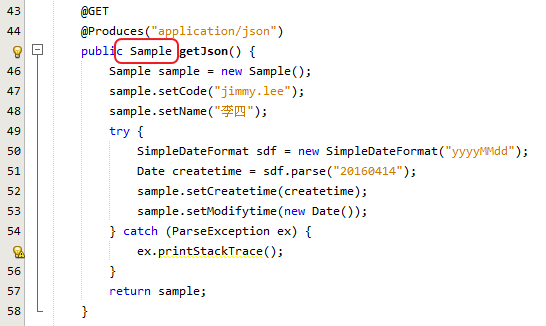 43 @GET
44 @Produces("application/json")
public Sample getJson() {
46 Sample sample = new Sample();
47 sample.setCode("jimmy.lee");
48 sample.setName("李四");
49 try {
50 SimpleDateFormat sdf = new SimpleDateFormat("yyyyMMdd");
51 Date createtime = sdf.parse("20160414");
52 sample.setCreatetime(createtime);
53 sample.setModifytime(new Date());
54 } catch (ParseException ex) {
ex.printStackTrace();
56 }
57 return sample;
58 }